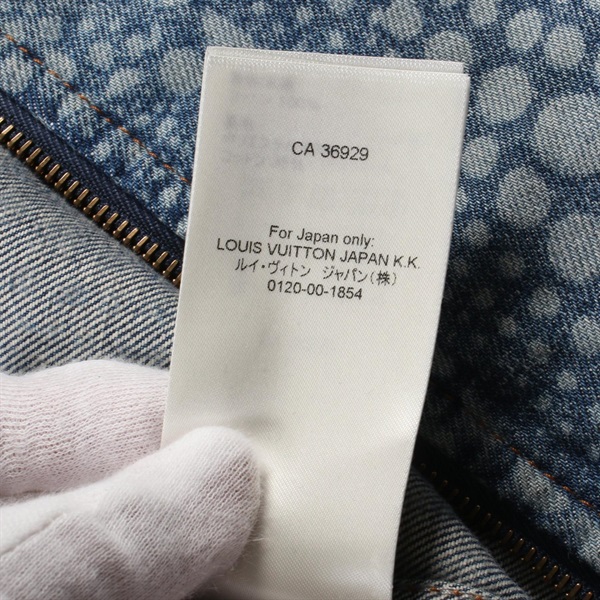 CA 36929
For Japan only:
LOUIS VUITTON JAPAN K.K.
ルイ・ヴィトン ジャパン(株)
0120-00-1854